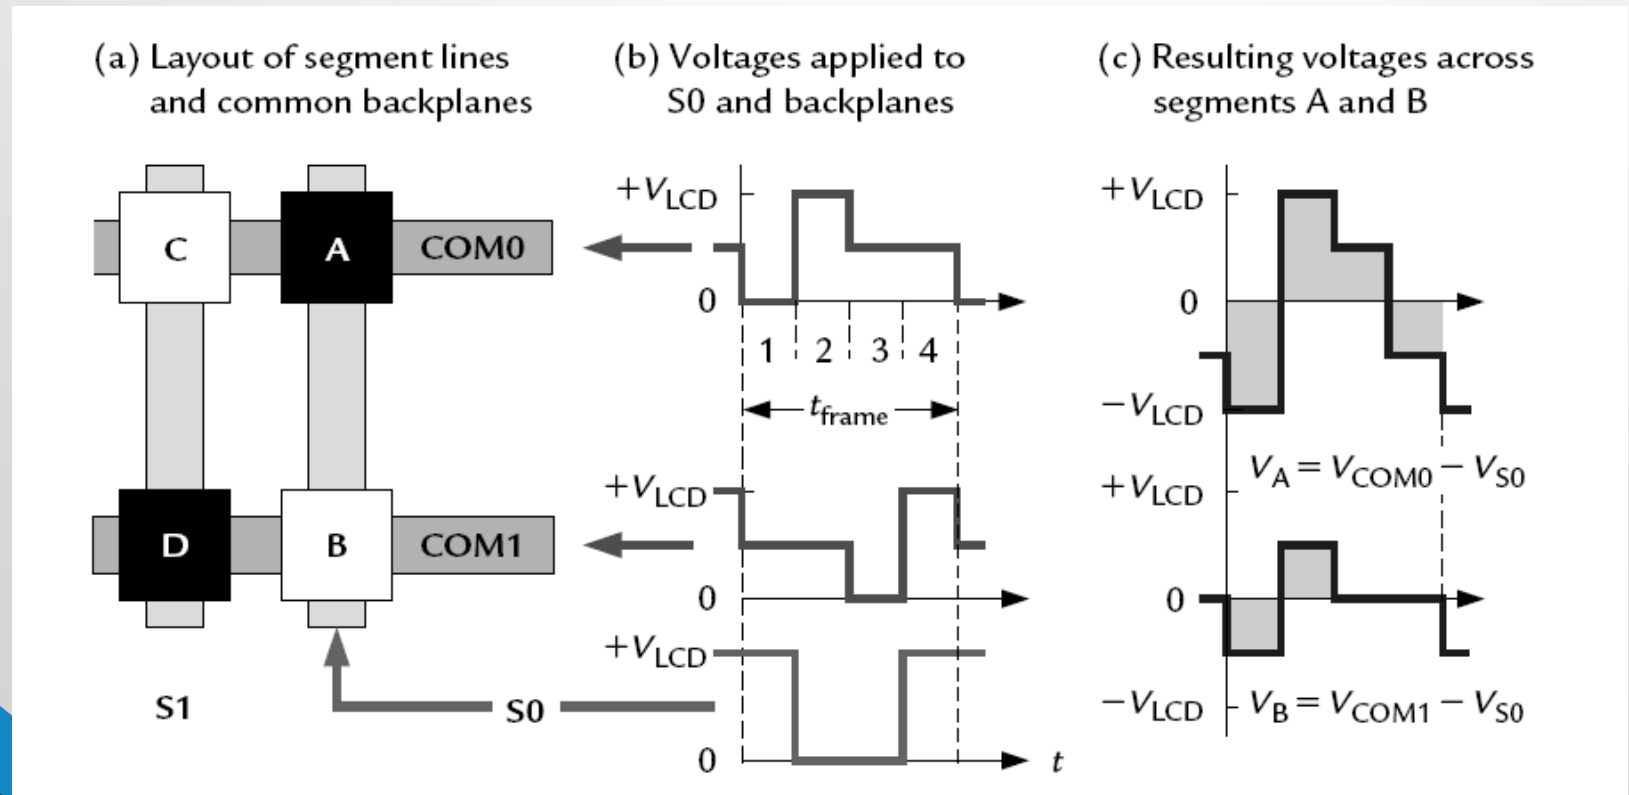 (a) Layout of segment lines
and common backplanes
(b) Voltages applied to
S0 and backplanes
(c) Resulting voltages across
segments A and B
C
A
COM0
D
B
COM1
S1
S0
+VLCD
0
1 2 3 4
tframe
+VLCD
0
+VLCD
0
t
+VLCD
0
−VLCD
VA = VCOM0 − VS0
+VLCD
0
−VLCD
VB = VCOM1 − VS0